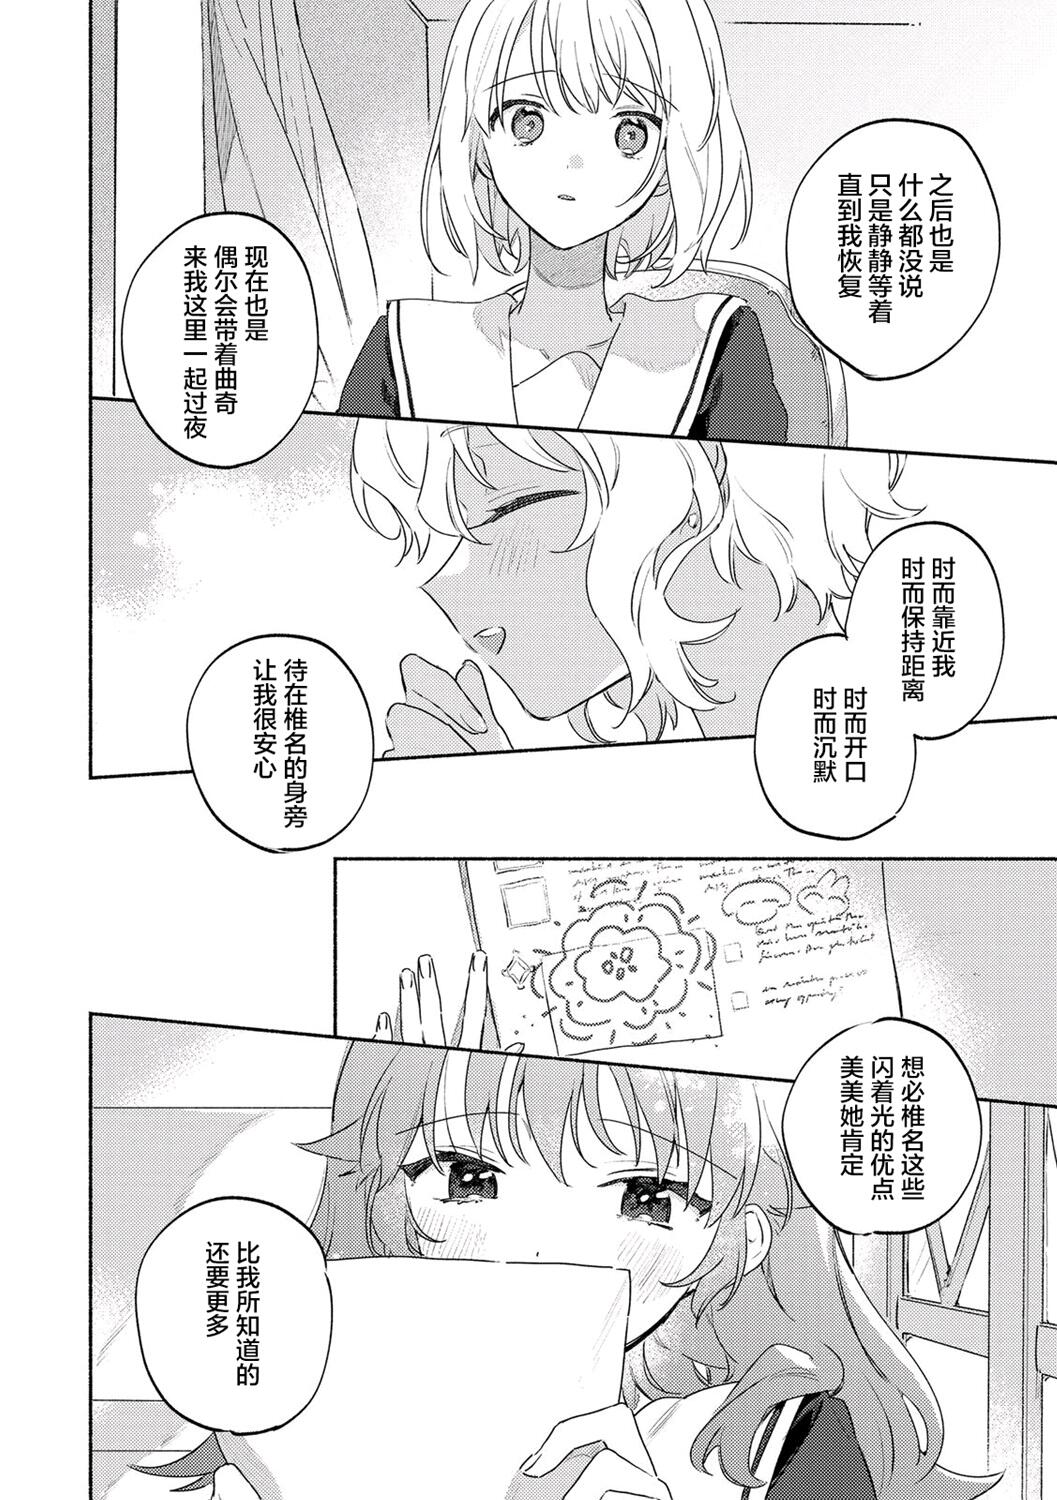 之后也是
什么都没说
只是静静等着
直到我恢复
现在也是
偶尔会带着曲奇
来我这里一起过夜
时而靠近我
时而保持距离
时而开口
时而沉默
待在椎名的身旁
让我很安心
想必椎名这些
闪着光的优点
美美她肯定
比我所知道的
还要更多